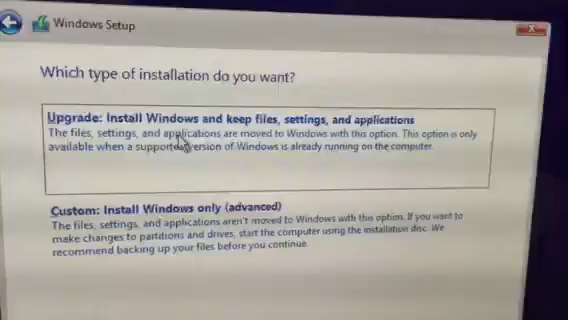 Windows Setup
Which type of installation do you want?
Upgrade: Install Windows and keep files, settings, and applications
The files, settings, and applications are moved to Windows with this option. This option is only
available when a supported version of Windows is already running on the computer.
Custom: Install Windows only (advanced)
The files, settings, and applications aren't moved to Windows with this option. If you want to
make changes to partitions and drives, start the computer using the installation disc. We
recommend backing up your files before you continue.